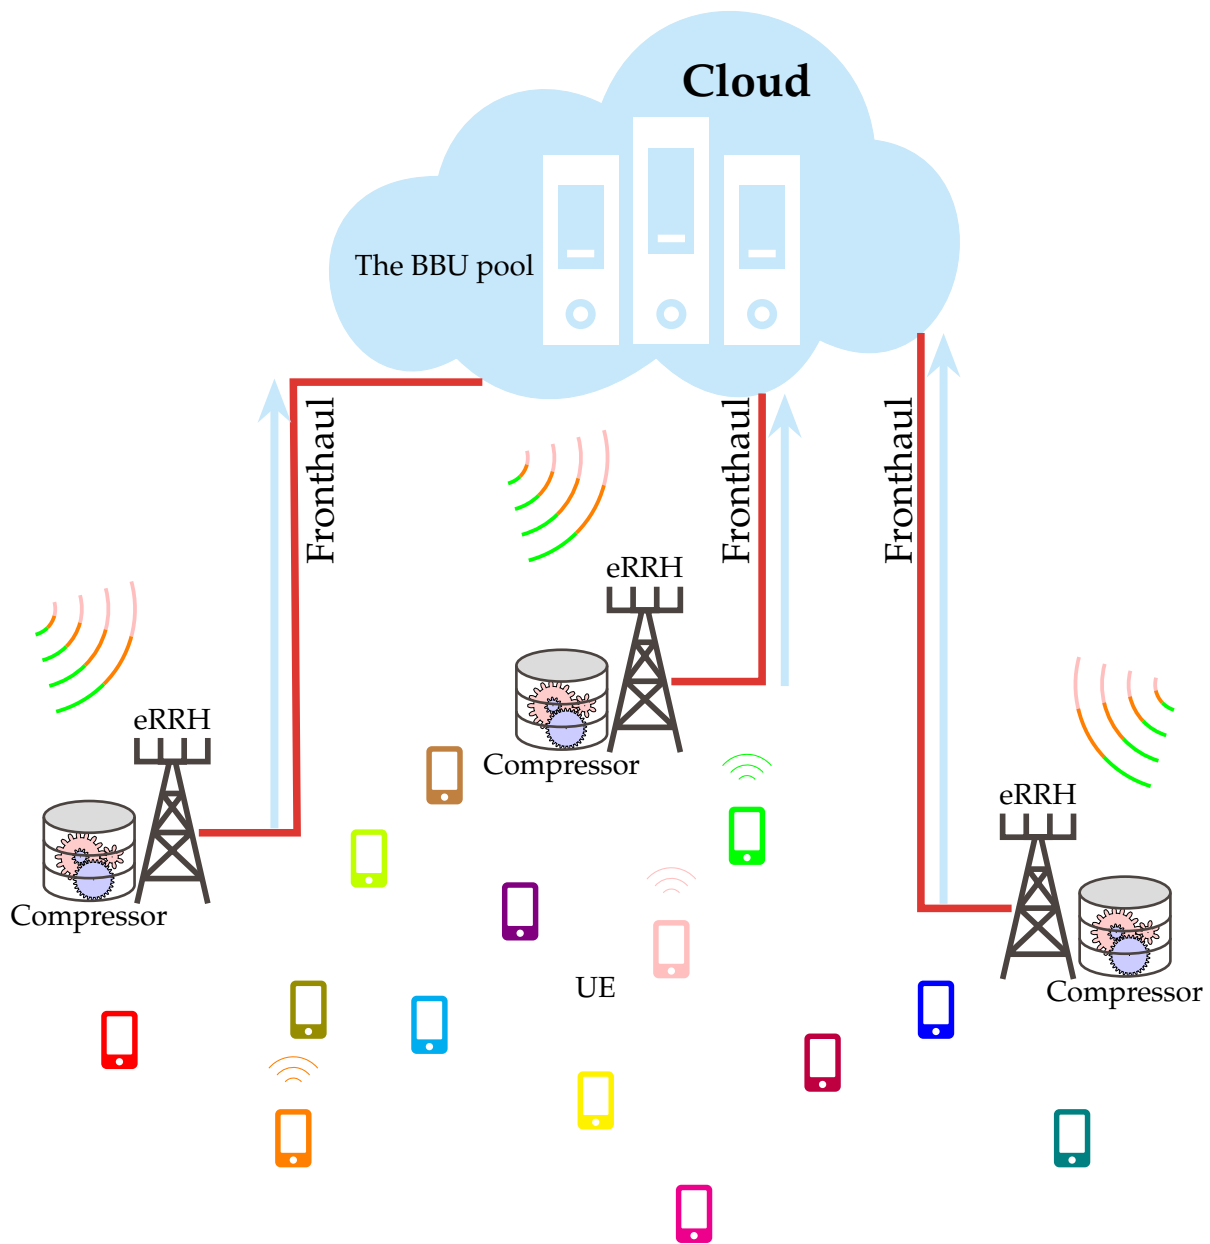 Cloud
The BBU pool
Fronthaul
Fronthaul
Fronthaul
eRRH
Compressor
eRRH
Compressor
eRRH
Compressor
UE